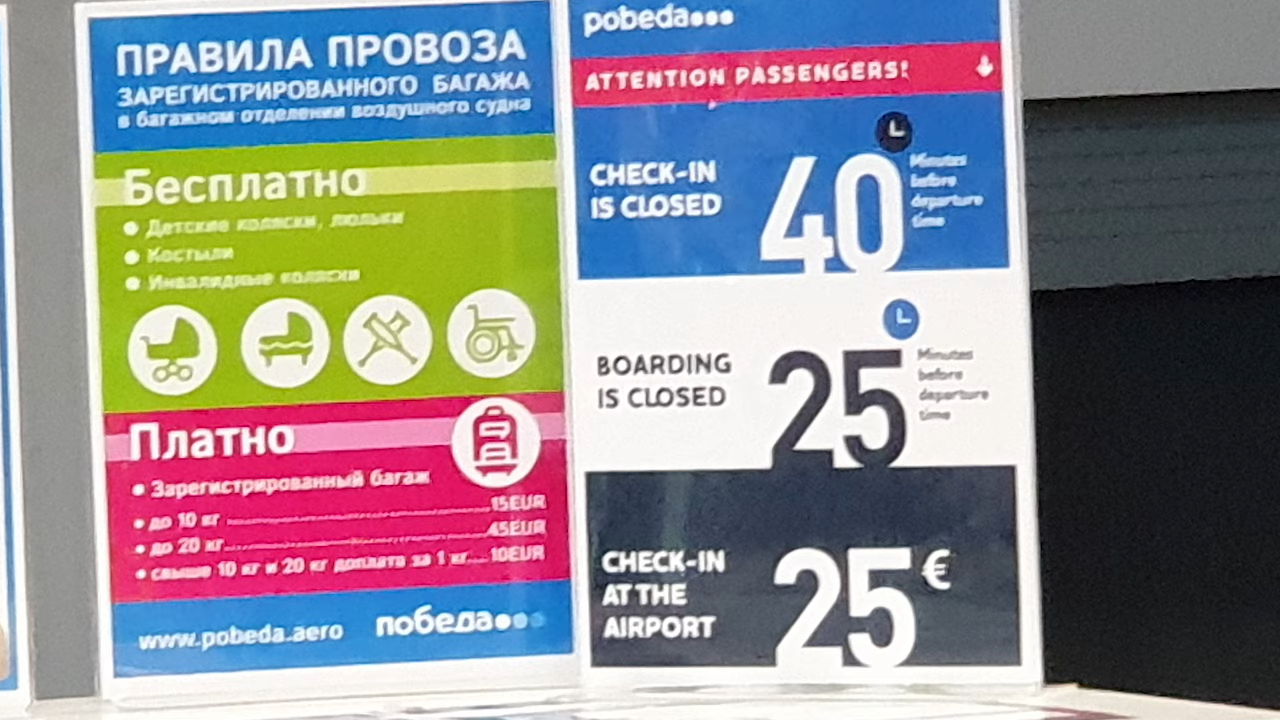 ПРАВИЛА ПРОВОЗА
ЗАРЕГИСТРИРОВАННОГО БАГАЖА
в багажном отделении воздушного судна
Бесплатно
• Детские коляски, люльки
• Костыли
• Инвалидные коляски
Платно
• Зарегистрированный багаж
• до 10 кг 15EUR
• до 20 кг 45EUR
• свыше 10 кг и 20 кг доплата за 1 кг 10EUR
www.pobeda.aero победа
pobeda
ATTENTION PASSENGERS!
CHECK-IN
IS CLOSED
40
Minutes
before
departure
time
BOARDING
IS CLOSED
25
Minutes
before
departure
time
CHECK-IN
AT THE
AIRPORT
25€